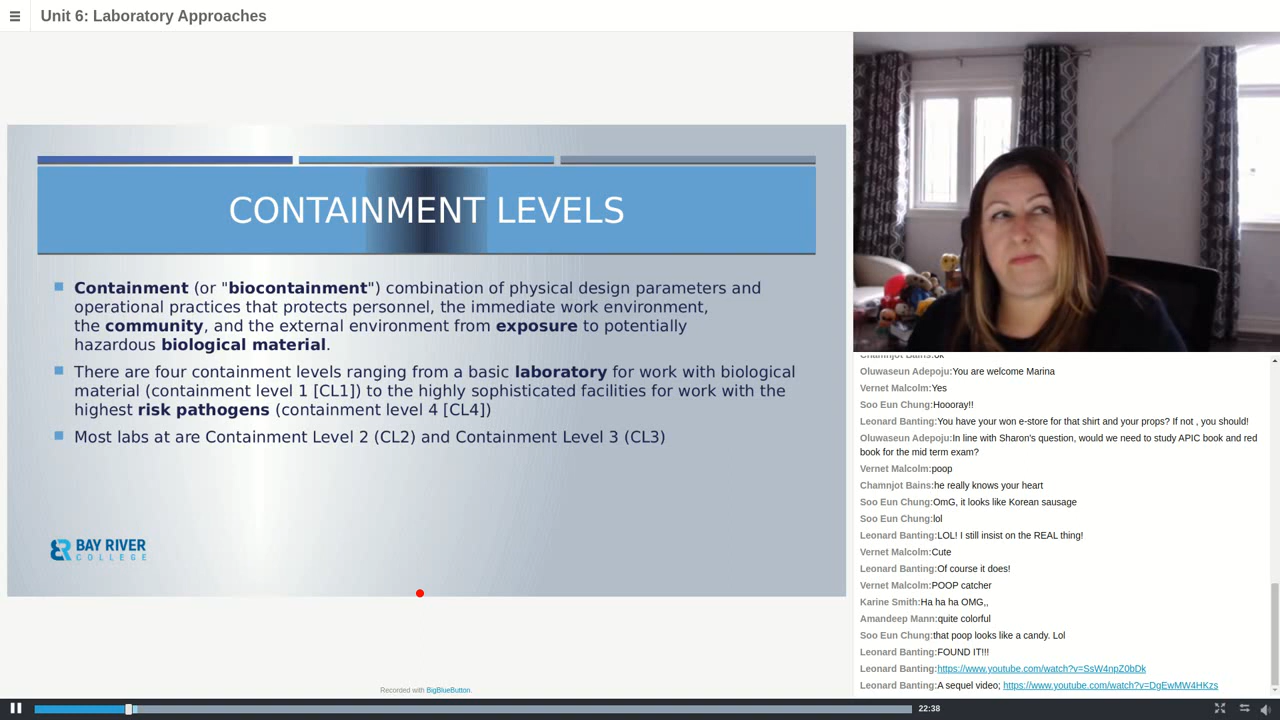 Unit 6: Laboratory Approaches
CONTAINMENT LEVELS
Containment (or "biocontainment") combination of physical design parameters and
operational practices that protects personnel, the immediate work environment,
the community, and the external environment from exposure to potentially
hazardous biological material.
There are four containment levels ranging from a basic laboratory for work with biological
material (containment level 1 [CL1]) to the highly sophisticated facilities for work with the
highest risk pathogens (containment level 4 [CL4])
Most labs at are Containment Level 2 (CL2) and Containment Level 3 (CL3)
BAY RIVER
COLLEGE
Recorded with BigBlueButton.
Chamnjot Bains:ok
Oluwaseun Adepoju:You are welcome Marina
Vernet Malcolm:Yes
Soo Eun Chung:Hoooray!!
Leonard Banting:You have your won e-store for that shirt and your props? If not , you should!
Oluwaseun Adepoju:In line with Sharon's question, would we need to study APIC book and red
book for the mid term exam?
Vernet Malcolm:poop
Chamnjot Bains:he really knows your heart
Soo Eun Chung:OmG, it looks like Korean sausage
Soo Eun Chung:lol
Leonard Banting:LOL! I still insist on the REAL thing!
Vernet Malcolm:Cute
Leonard Banting:Of course it does!
Vernet Malcolm:POOP catcher
Karine Smith:Ha ha ha OMG,,
Amandeep Mann:quite colorful
Soo Eun Chung:that poop looks like a candy. Lol
Leonard Banting:FOUND IT!!!
Leonard Banting:https://www.youtube.com/watch?v=SsW4npZ0bDk
Leonard Banting:A sequel video; https://www.youtube.com/watch?v=DgEwMW4HKzs
22:38